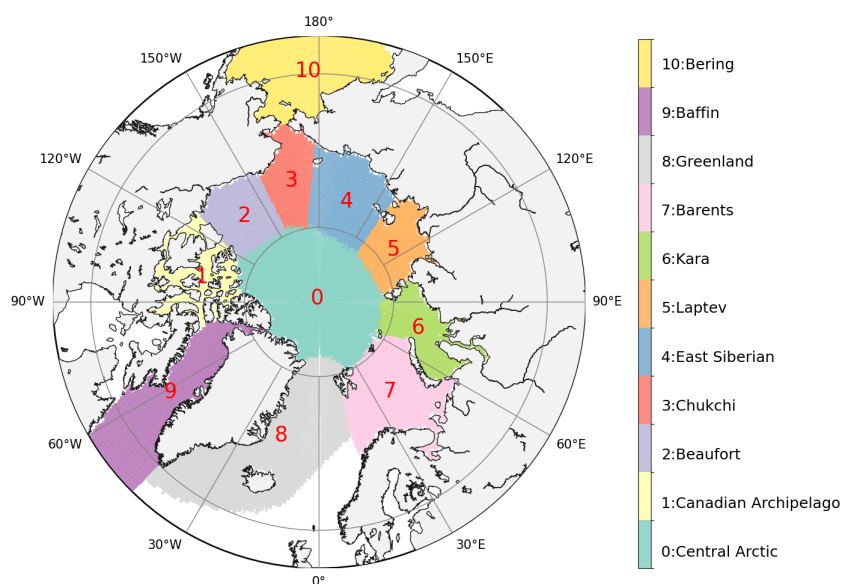 180°
150°W
150°E
10
10:Bering
9:Baffin
120°W
120°E
8:Greenland
3
4
7:Barents
2
5
6:Kara
1
0
90°W
90°E
5:Laptev
6
4:East Siberian
9
7
3:Chukchi
8
60°W
60°E
2:Beaufort
1:Canadian Archipelago
30°W
30°E
0:Central Arctic
0°